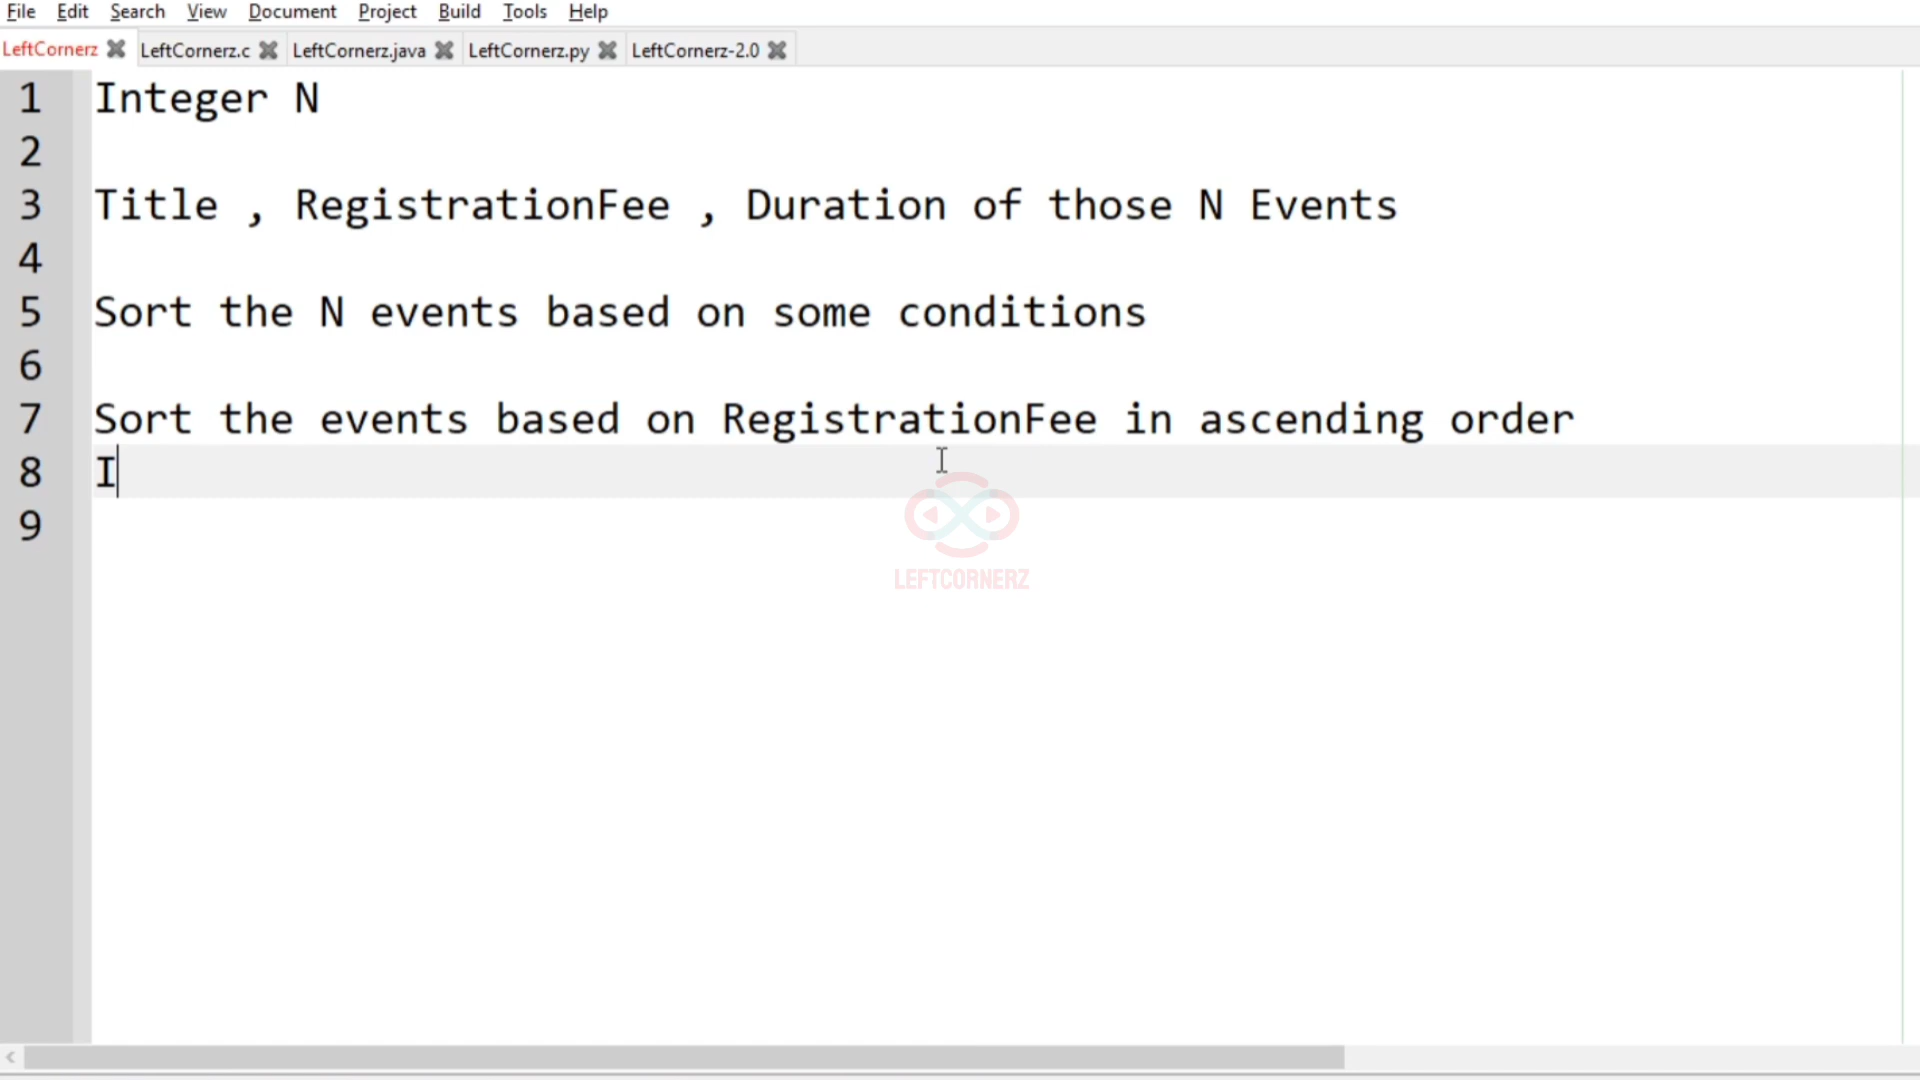 File Edit Search View Document Project Build Tools Help
LeftCornerz LeftCornerz.c LeftCornerz.java LeftCornerz.py LeftCornerz-2.0
1 Integer N
2
3 Title , RegistrationFee , Duration of those N Events
4
5 Sort the N events based on some conditions
6
7 Sort the events based on RegistrationFee in ascending order
8 I
9
LEFTCORNERZ